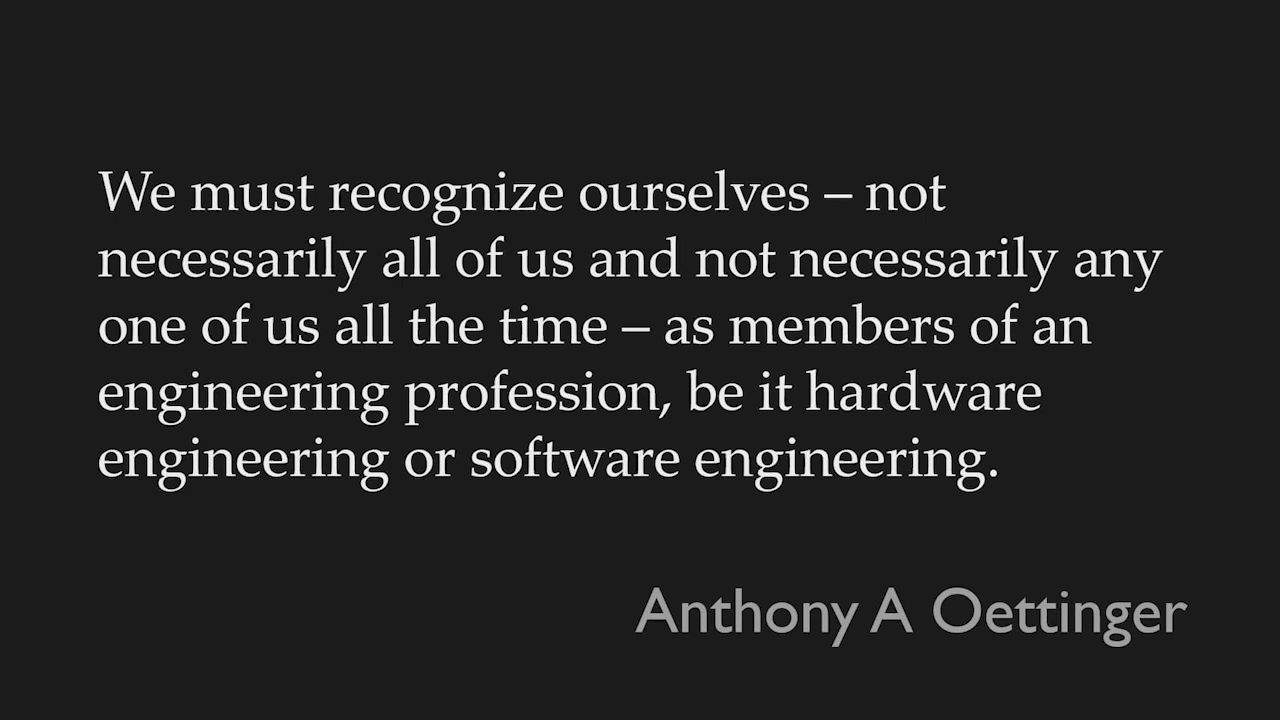 We must recognize ourselves – not
necessarily all of us and not necessarily any
one of us all the time – as members of an
engineering profession, be it hardware
engineering or software engineering.
Anthony A Oettinger